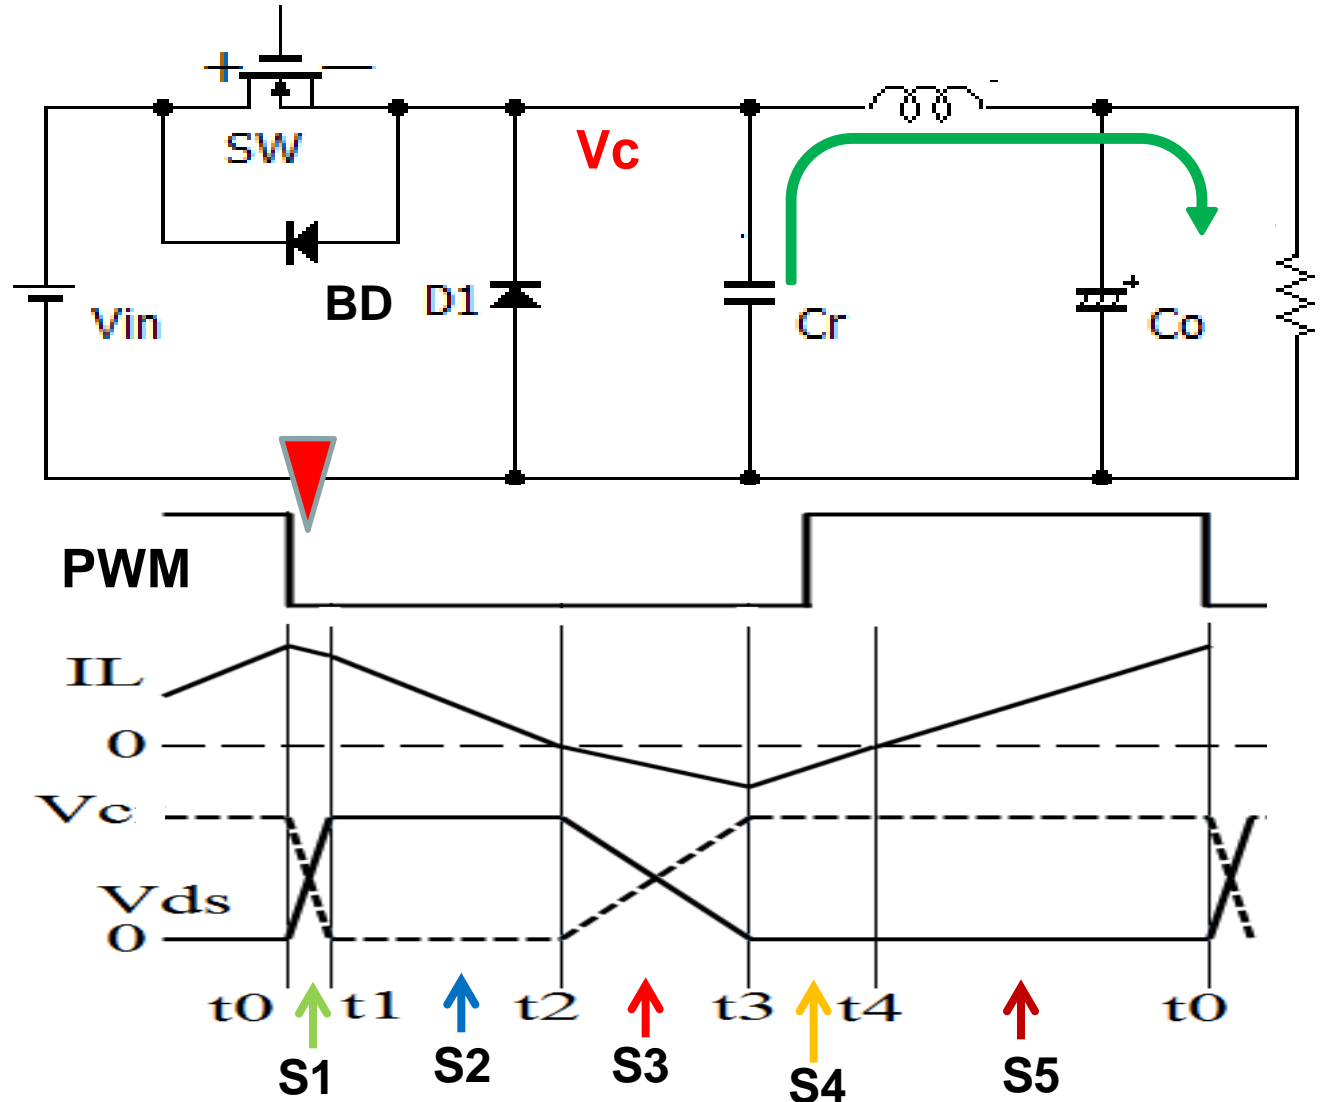 + —
SW
Vc
-
BD
D1
Vin
Cr
+
Co
PWM
IL
0
Vc
Vds
0
t0 t1 t2 t3 t4 t0
S1 S2 S3 S4 S5